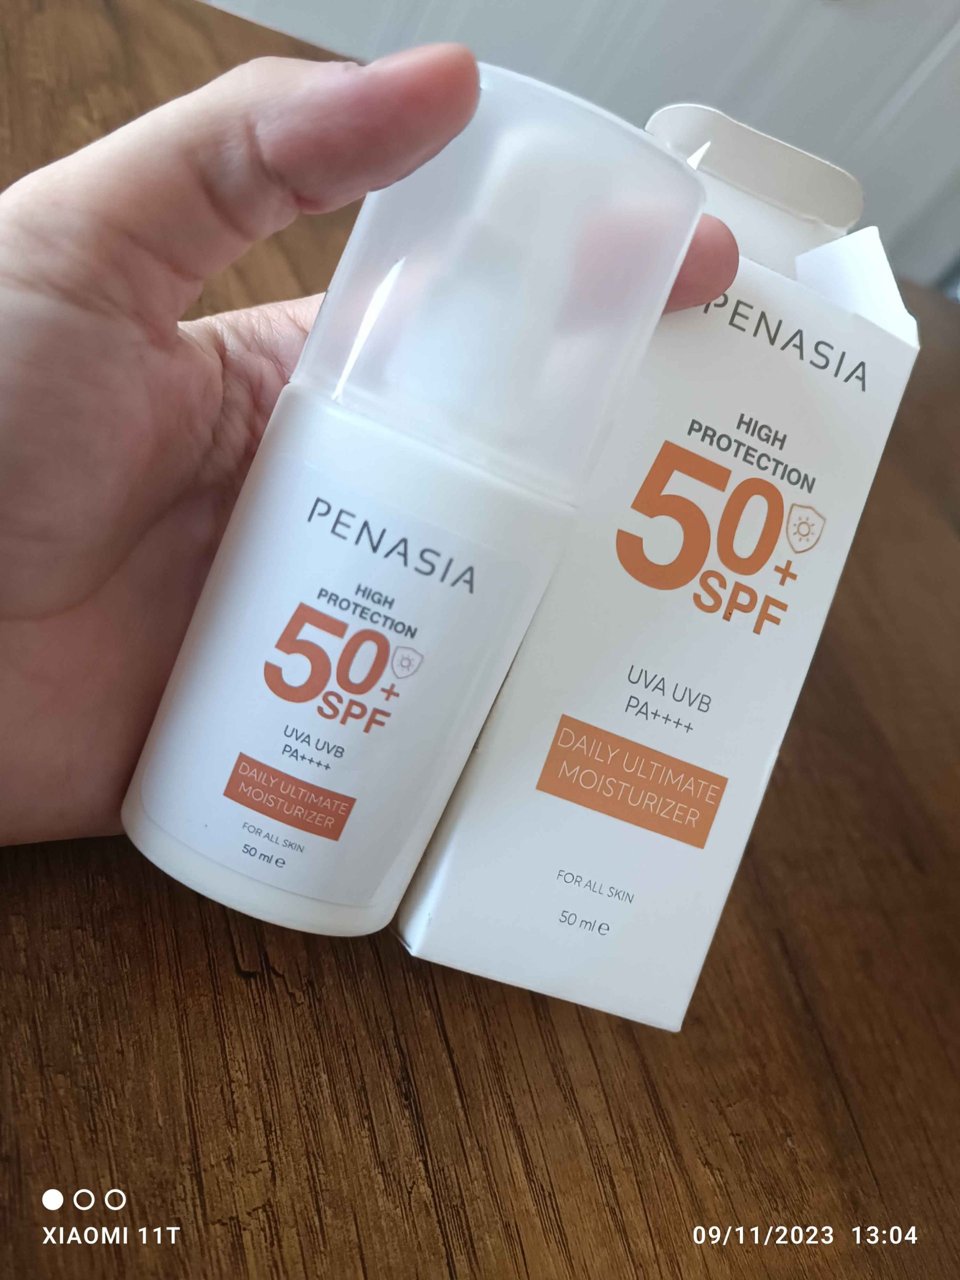 PENASIA
HIGH
PROTECTION
50+
SPF
UVA UVB
PA++++
DAILY ULTIMATE
MOISTURIZER
FOR ALL SKIN
50 ml ℮
PENASIA
HIGH
PROTECTION
50+
SPF
UVA UVB
PA++++
DAILY ULTIMATE
MOISTURIZER
FOR ALL SKIN
50 ml ℮
XIAOMI 11T
09/11/2023 13:04